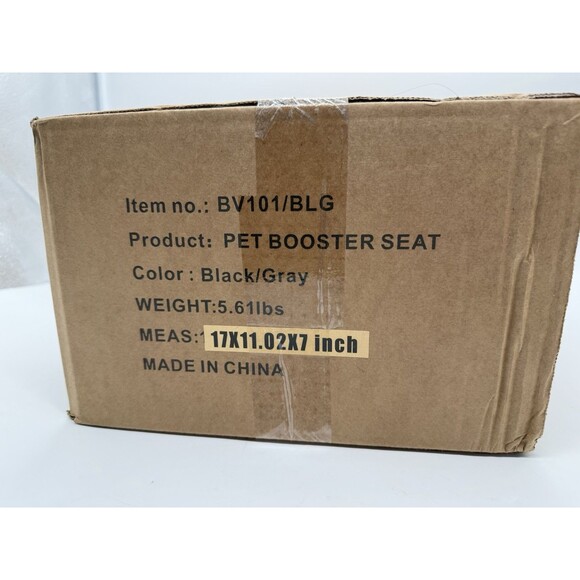 Item no.: BV101/BLG
Product: PET BOOSTER SEAT
Color : Black/Gray
WEIGHT:5.61lbs
MEAS: 17X11.02X7 inch
MADE IN CHINA